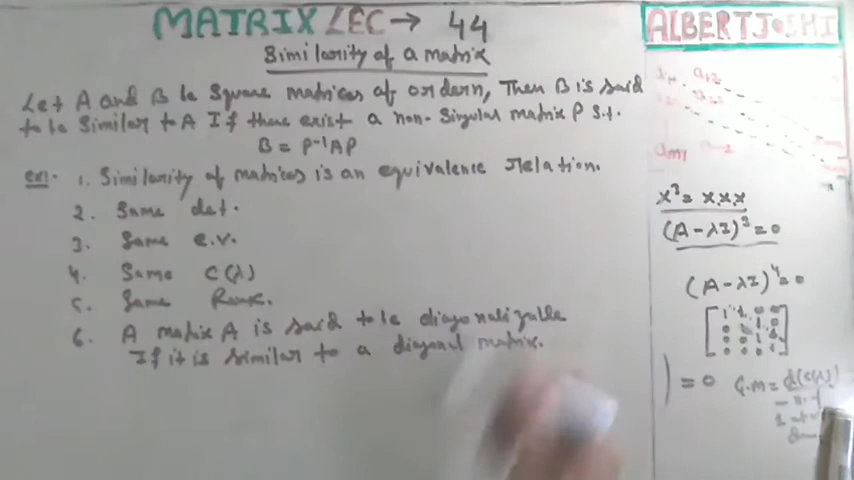 MATRIX LEC → 44
ALBERTJOSHI
Similarity of a matrix
Let A and B be Square matrices of order n, Then B is said
to be Similar to A If there exist a non-Singular matrix P S.t.
B = P⁻¹AP
1. Similarity of matrices is an equivalence relation.
2. Same det.
3. Same e.v.
4. Same C(λ)
5. Same Rank.
6. A matrix A is said to be diagonalizable
If it is similar to a diagonal matrix.
a12
am1
x³ = x.x.x
(A-λI)³=0
(A-λI)⁴=0
) = 0 G.M =